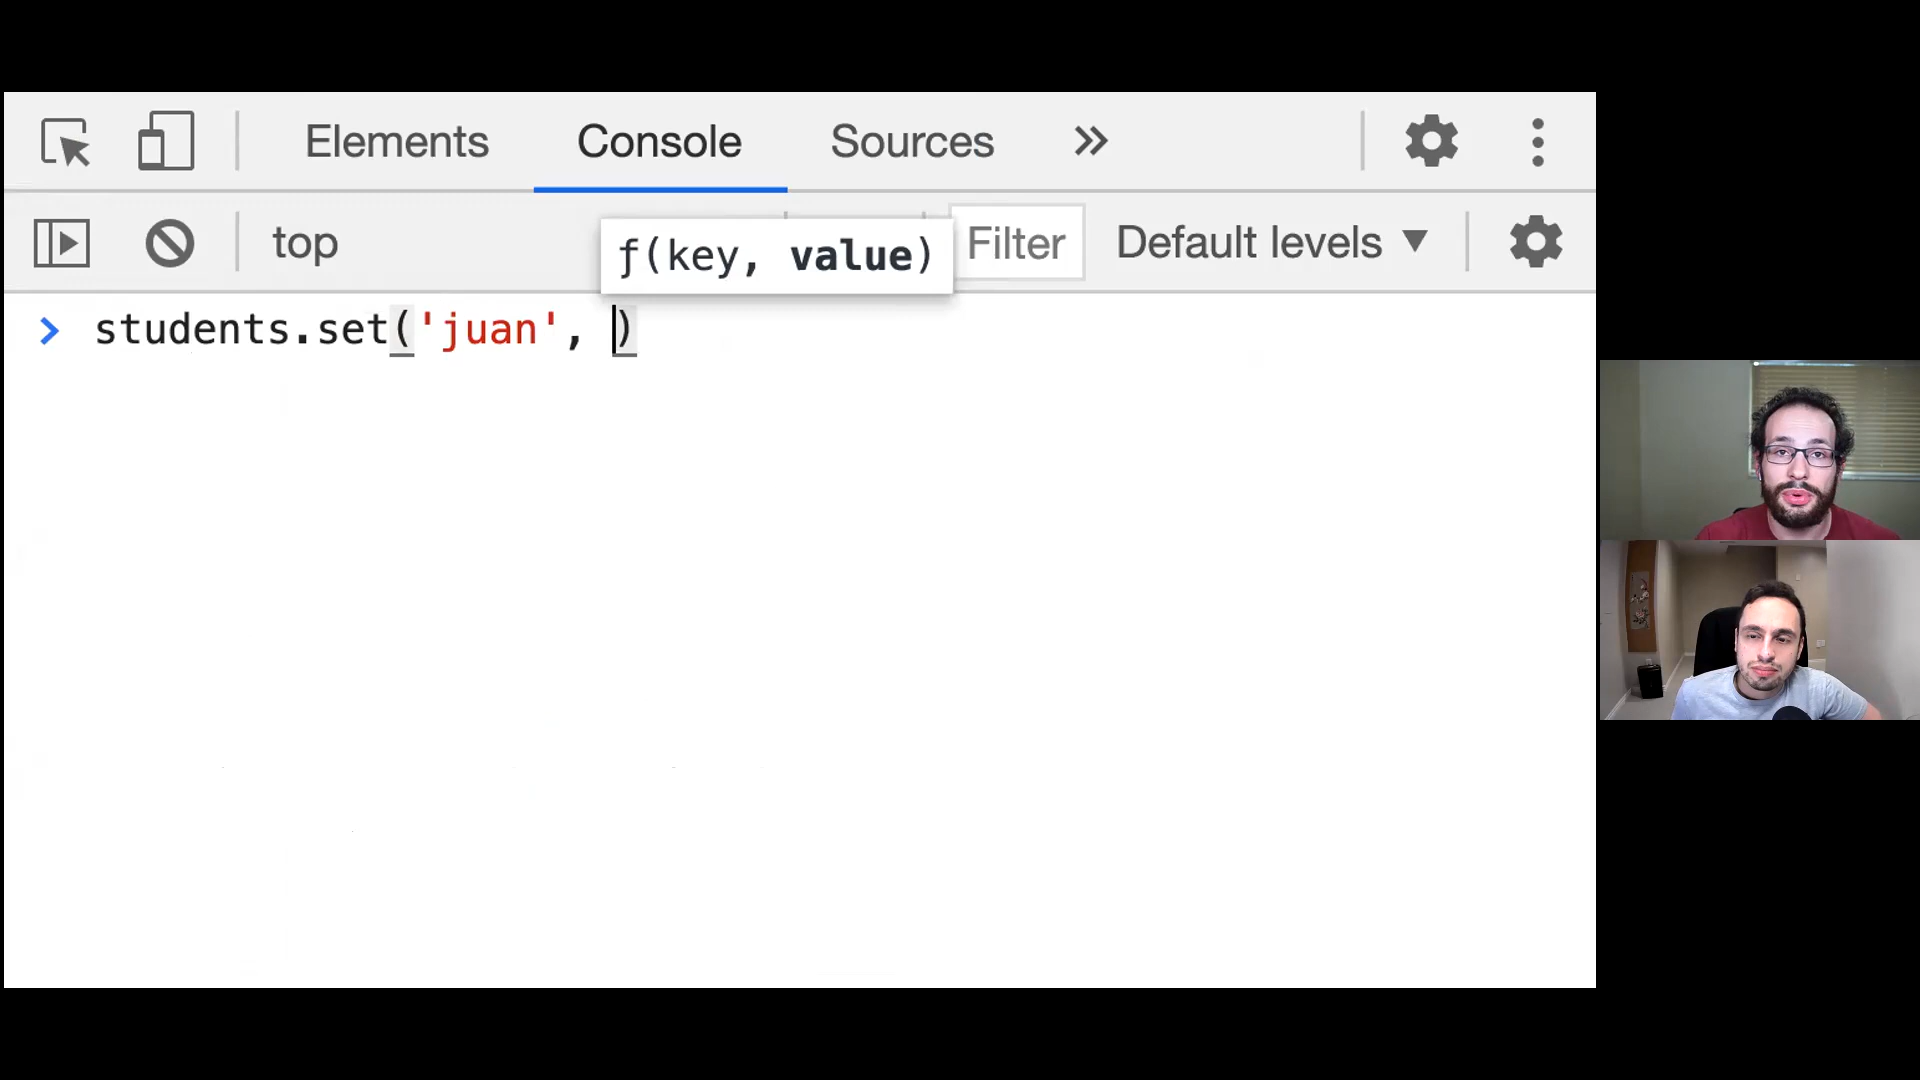 Elements Console Sources »
top Filter Default levels ▼
ƒ(key, value)
> students.set('juan', )